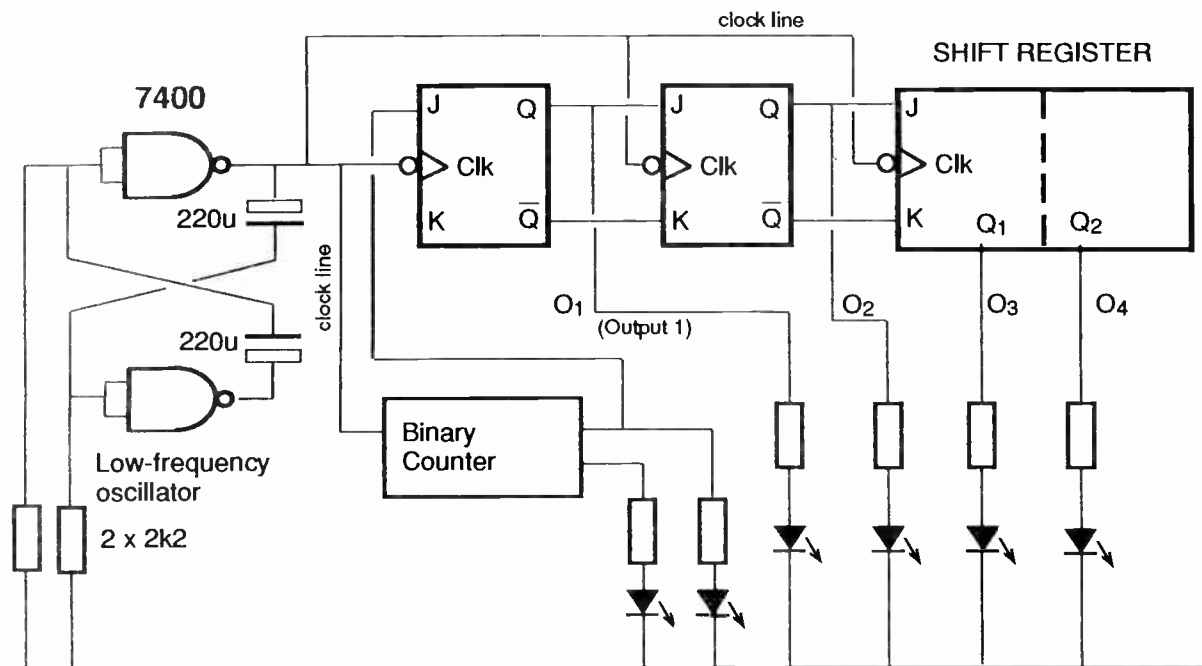 clock line
SHIFT REGISTER
7400
J
Q
J
Q
J
Clk
Clk
Clk
220u
K
Q̅
K
Q̅
K
Q₁
Q₂
clock line
O₁
(Output 1)
O₂
O₃
O₄
220u
Binary
Counter
Low-frequency
oscillator
2 x 2k2